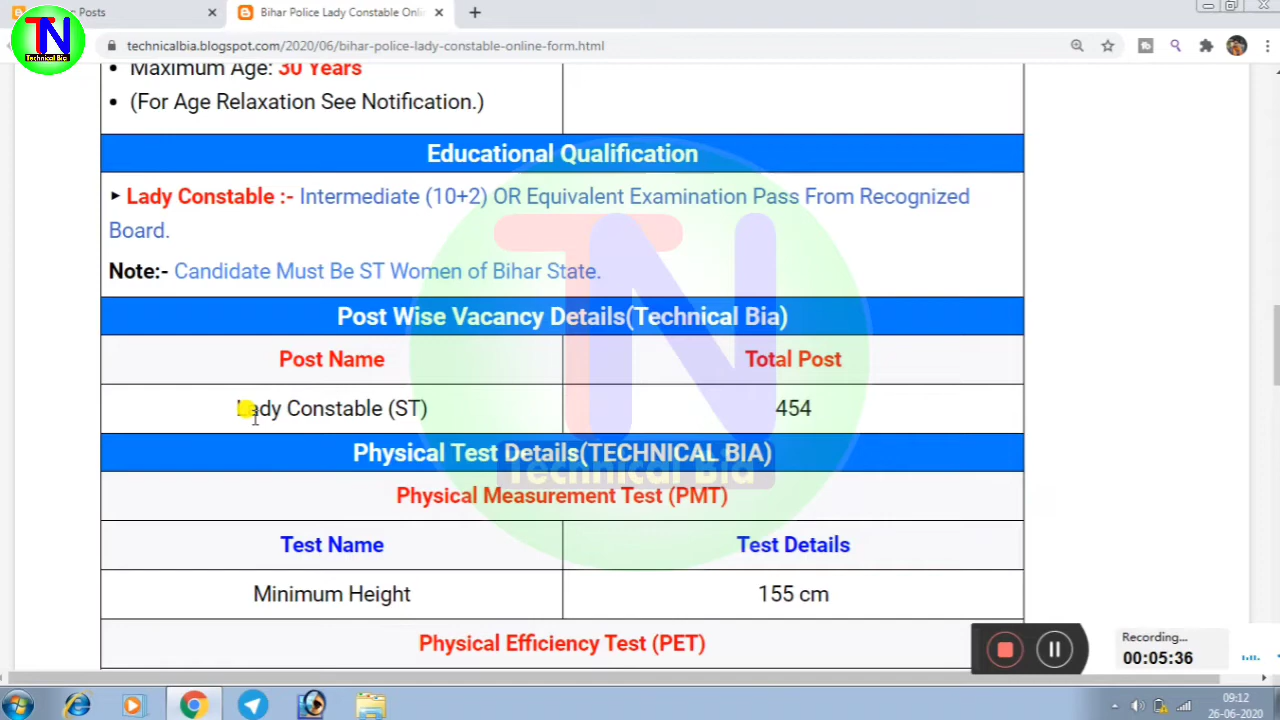 Posts
Bihar Police Lady Constable Onli
TN
Technical Bia
technicalbia.blogspot.com/2020/06/bihar-police-lady-constable-online-form.html
• Maximum Age: 30 Years
• (For Age Relaxation See Notification.)
Educational Qualification
► Lady Constable :- Intermediate (10+2) OR Equivalent Examination Pass From Recognized
Board.
Note:- Candidate Must Be ST Women of Bihar State.
Post Wise Vacancy Details(Technical Bia)
Post Name Total Post
Lady Constable (ST) 454
TN
Physical Test Details(TECHNICAL BIA)
Technical Bia
Physical Measurement Test (PMT)
Test Name Test Details
Minimum Height 155 cm
Physical Efficiency Test (PET)
Recording...
00:05:36
09:12
26-06-2020